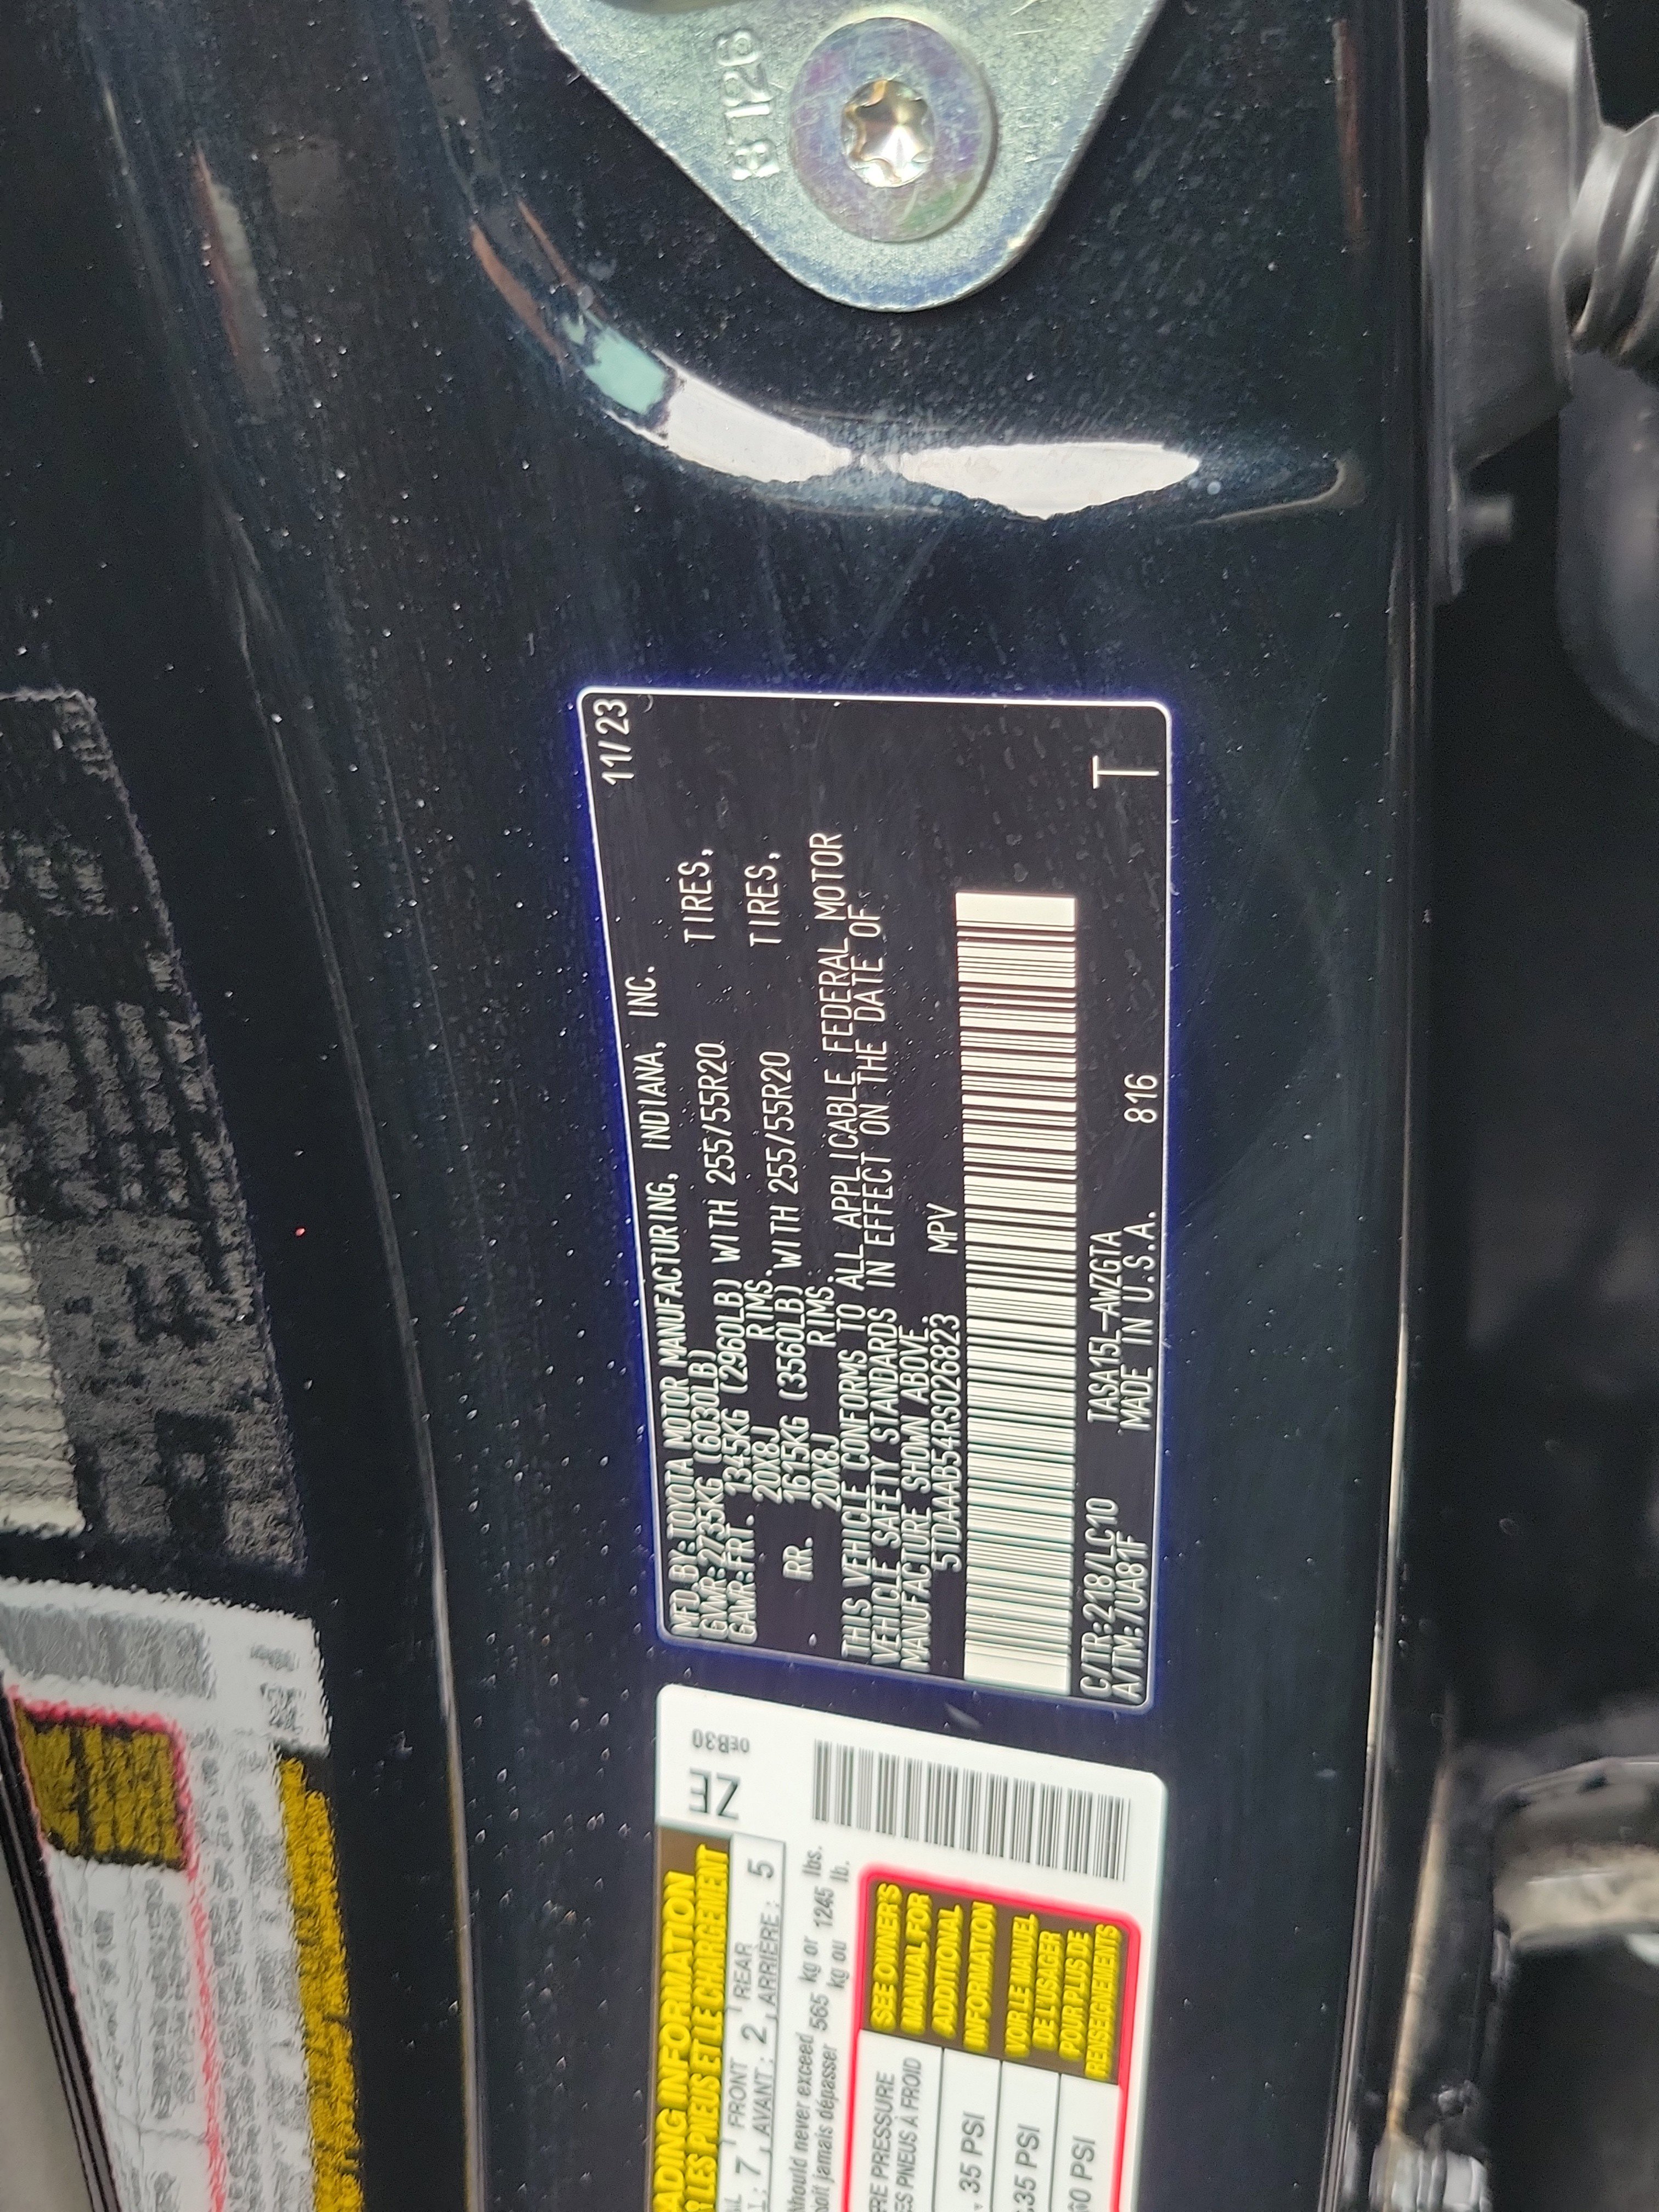 8 126
11/23
MFD.BY:TOYOTA MOTOR MANUFACTURING, INDIANA, INC.
GVWR:2735KG (6030LB)
GAWR:FRT. 1345KG (2960LB) WITH 255/55R20 TIRES,
20X8J RIMS.
RR. 1615KG (3560LB) WITH 255/55R20 TIRES,
20X8J RIMS.
THIS VEHICLE CONFORMS TO ALL APPLICABLE FEDERAL MOTOR
VEHICLE SAFETY STANDARDS IN EFFECT ON THE DATE OF
MANUFACTURE SHOWN ABOVE.
5TDAAAB54RS026823 MPV
C/TR:218/LC10 TASA15L-AWZGTA
A/TM:/UA81F MADE IN U.S.A. 816
T
ZE
0EB30
ADING INFORMATION
LES PNEUS ET LE CHARGEMENT
7 FRONT 2 REAR 5
AVANT: ARRIÈRE:
should never exceed 565 kg or 1245 lbs.
doit jamais dépasser kg ou lb.
PRESSURE
PNEUS À FROID
35 PSI
35 PSI
60 PSI
SEE OWNER'S
MANUAL FOR
ADDITIONAL
INFORMATION
VOIR LE MANUEL
DE L'USAGER
POUR PLUS DE
RENSEIGNEMENTS